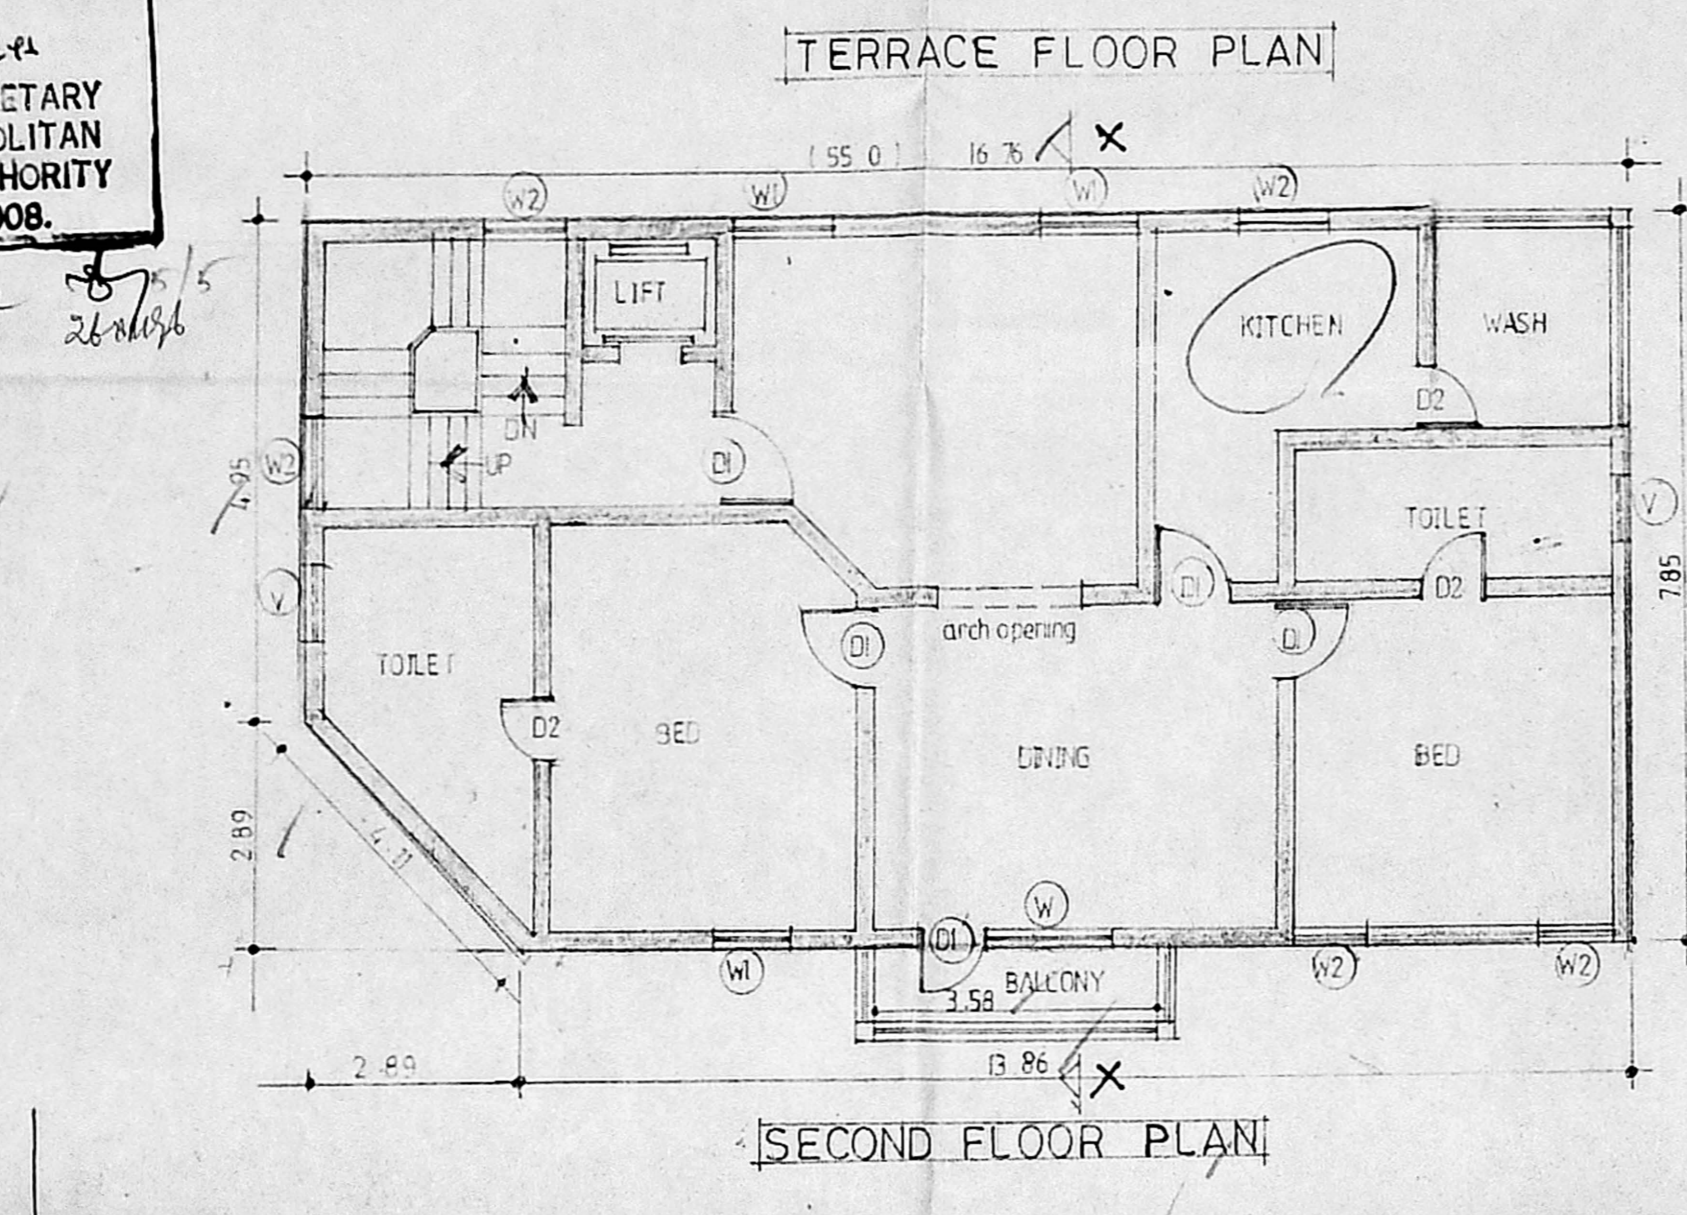 ETARY
OLITAN
HORITY
008.
TERRACE FLOOR PLAN
(55 0) 16 76 X
W2 W1 W1 W2
LIFT
KITCHEN
WASH
D2
DN
UP
D1
W2
4.95
V
TOILET
V
D1
D2
7.85
arch opening
D1
D1
TOILET
D2
BED
DINING
BED
2.89
4.11
W
D1
W1
BALCONY
3.58
W2
W2
2.89
13.86 X
SECOND FLOOR PLAN